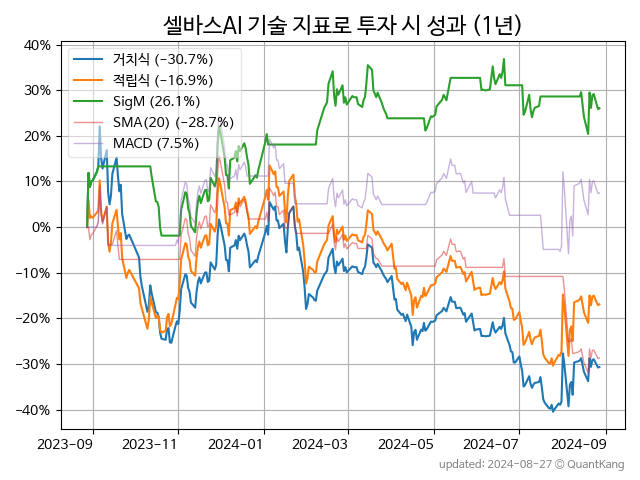 셀바스AI 기술 지표로 투자 시 성과 (1년)
거치식 (−30.7%)
적립식 (−16.9%)
SigM (26.1%)
SMA(20) (−28.7%)
MACD (7.5%)
40%
30%
20%
10%
0%
−10%
−20%
−30%
−40%
2023-09 2023-11 2024-01 2024-03 2024-05 2024-07 2024-09
updated: 2024-08-27 © QuantKang